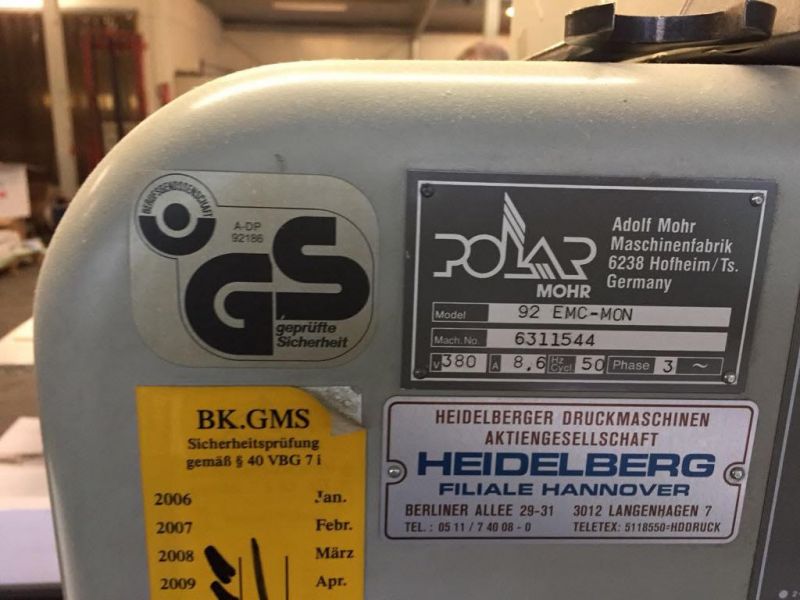 BERUFSGENOSSENSCHAFT
A-DP
92186
GS
geprüfte
Sicherheit
POLAR
MOHR
Adolf Mohr
Maschinenfabrik
6238 Hofheim/Ts.
Germany
Model 92 EMC-MON
Mach.No. 6311544
V 380 A 8,6 Hz Cycl. 50 Phase 3 ~
BK.GMS
Sicherheitsprüfung
gemäß § 40 VBG 7 i
2006 Jan.
2007 Febr.
2008 März
2009 Apr.
HEIDELBERGER DRUCKMASCHINEN
AKTIENGESELLSCHAFT
HEIDELBERG
FILIALE HANNOVER
BERLINER ALLEE 29-31 3012 LANGENHAGEN 7
TEL.: 05 11 / 7 40 08 - 0 TELETEX: 5118550=HDDRUCK